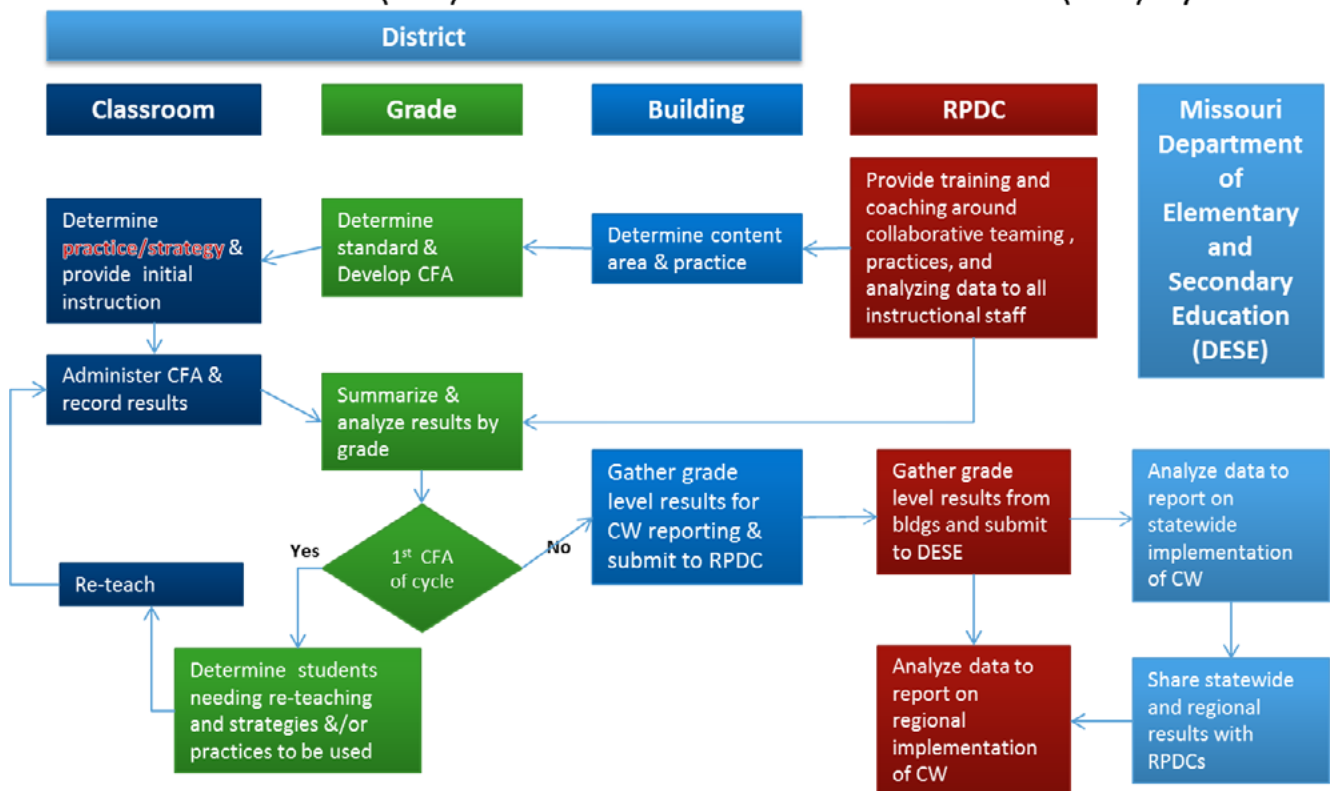 District
Classroom
Grade
Building
RPDC
Missouri
Department
of
Elementary
and
Secondary
Education
(DESE)
Determine
practice/strategy &
provide initial
instruction
Determine
standard &
Develop CFA
Determine content
area & practice
Provide training and
coaching around
collaborative teaming ,
practices, and
analyzing data to all
instructional staff
Administer CFA &
record results
Summarize &
analyze results by
grade
Gather grade
level results for
CW reporting &
submit to RPDC
Gather grade
level results from
bldgs and submit
to DESE
Analyze data to
report on
statewide
implementation
of CW
Yes
1st CFA
of cycle
No
Re-teach
Determine students
needing re-teaching
and strategies &/or
practices to be used
Analyze data to
report on
regional
implementation
of CW
Share statewide
and regional
results with
RPDCs